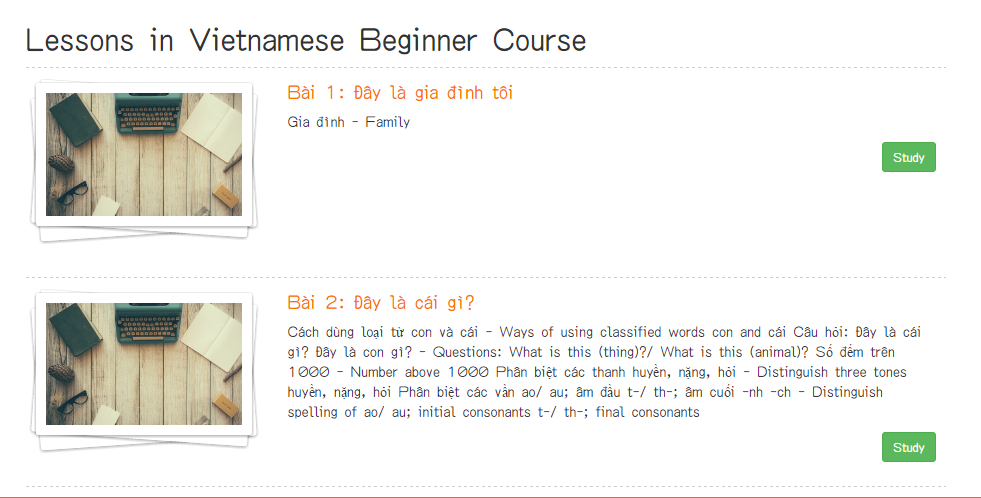 Lessons in Vietnamese Beginner Course
Bài 1: Đây là gia đình tôi
Gia đình - Family
Study
Bài 2: Đây là cái gì?
Cách dùng loại từ con và cái - Ways of using classified words con and cái Câu hỏi: Đây là cái
gì? Đây là con gì? - Questions: What is this (thing)?/ What is this (animal)? Số đếm trên
1000 - Number above 1000 Phân biệt các thanh huyền, nặng, hỏi - Distinguish three tones
huyền, nặng, hỏi Phân biệt các vần ao/ au; âm đầu t-/ th-; âm cuối -nh -ch - Distinguish
spelling of ao/ au; initial consonants t-/ th-; final consonants
Study